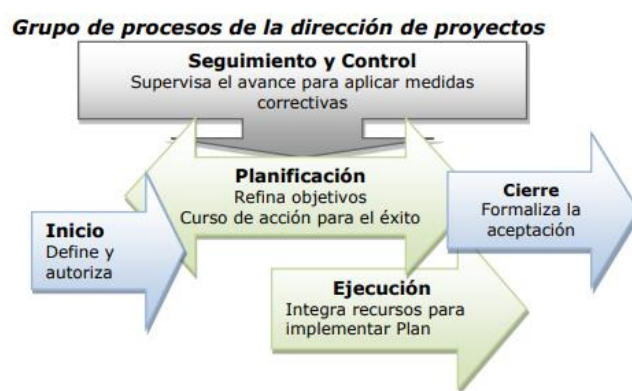 Grupo de procesos de la dirección de proyectos
Seguimiento y Control
Supervisa el avance para aplicar medidas
correctivas
Planificación
Refina objetivos
Curso de acción para el éxito
Cierre
Formaliza la
aceptación
Inicio
Define y
autoriza
Ejecución
Integra recursos para
implementar Plan